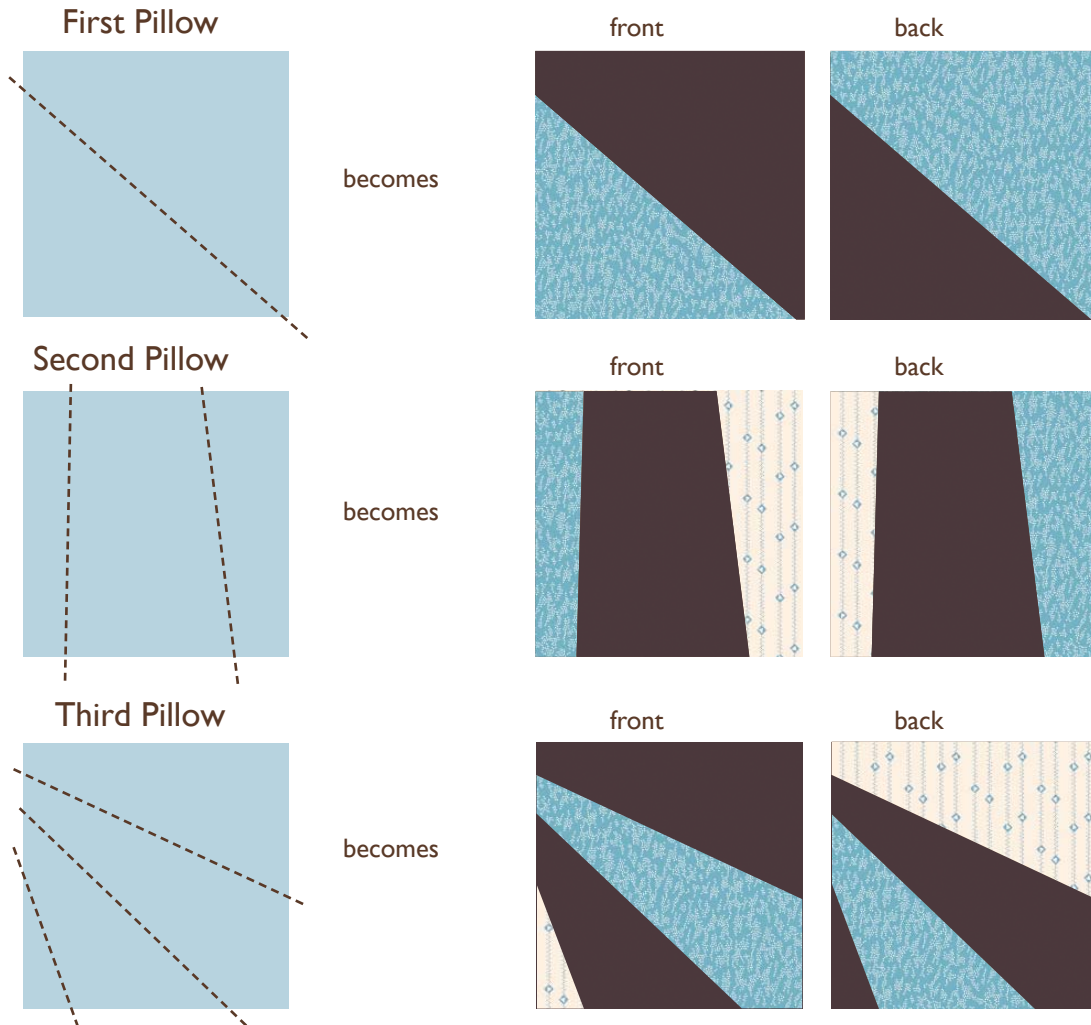 First Pillow
front
back
becomes
Second Pillow
front
back
becomes
Third Pillow
front
back
becomes